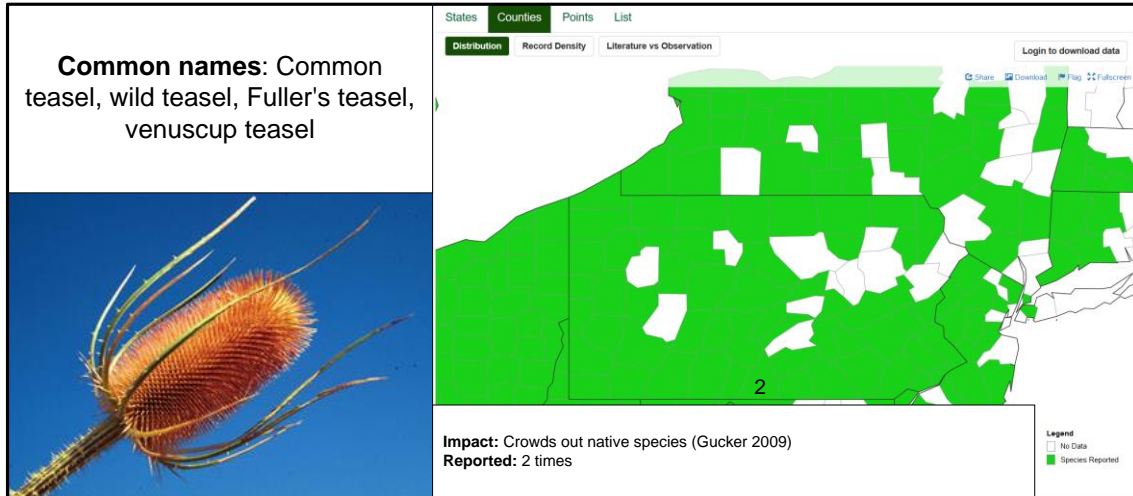 Common names: Common
teasel, wild teasel, Fuller's teasel,
venuscup teasel
States Counties Points List
Distribution Record Density Literature vs Observation
Login to download data
Share Download Flag Fullscreen
2
Impact: Crowds out native species (Gucker 2009)
Reported: 2 times
Legend
No Data
Species Reported